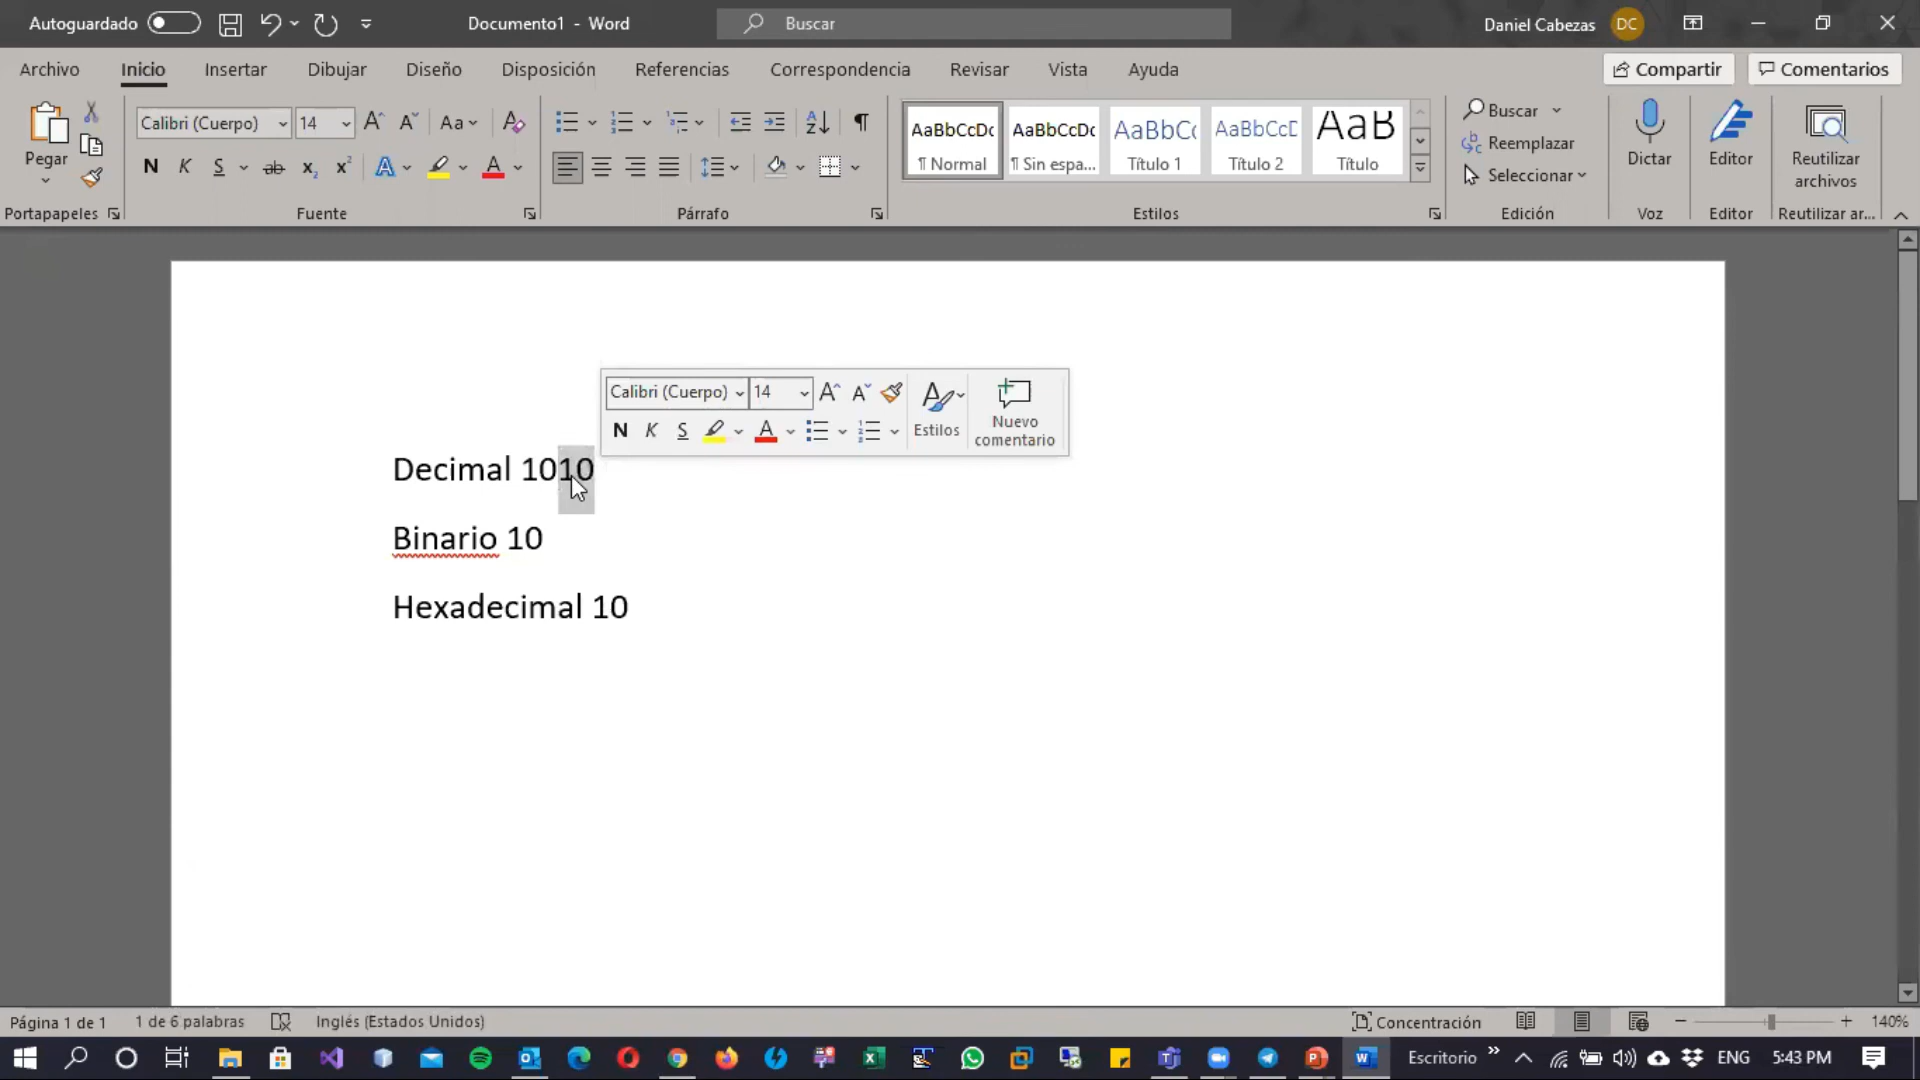 Autoguardado
Documento1 - Word
Buscar
Daniel Cabezas
DC
Archivo
Inicio
Insertar
Dibujar
Diseño
Disposición
Referencias
Correspondencia
Revisar
Vista
Ayuda
Compartir
Comentarios
Pegar
Calibri (Cuerpo)
14
Aa
N K S ab x₂ x²
AaBbCcDc
¶ Normal
AaBbCcDc
¶ Sin espa...
AaBbCc
Título 1
AaBbCcD
Título 2
AaB
Título
Buscar
Reemplazar
Seleccionar
Dictar
Editor
Reutilizar
archivos
Portapapeles
Fuente
Párrafo
Estilos
Edición
Voz
Editor
Reutilizar ar...
Calibri (Cuerpo)
14
N K S
Estilos
Nuevo
comentario
Decimal 1010
Binario 10
Hexadecimal 10
Página 1 de 1
1 de 6 palabras
Inglés (Estados Unidos)
Concentración
140%
Escritorio
ENG
5:43 PM